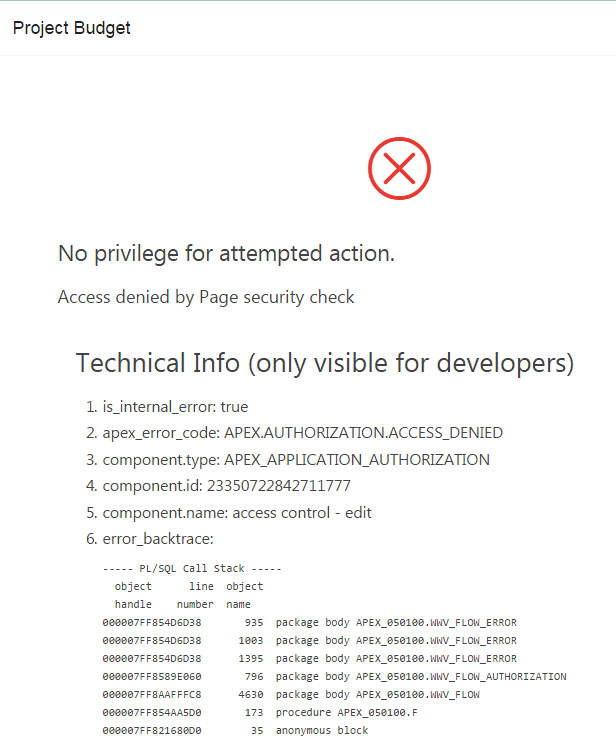 Project Budget
No privilege for attempted action.
Access denied by Page security check
Technical Info (only visible for developers)
1. is_internal_error: true
2. apex_error_code: APEX.AUTHORIZATION.ACCESS_DENIED
3. component.type: APEX_APPLICATION_AUTHORIZATION
4. component.id: 23350722842711777
5. component.name: access control - edit
6. error_backtrace:
----- PL/SQL Call Stack -----
object line object
handle number name
000007FF854D6D38 935 package body APEX_050100.WWV_FLOW_ERROR
000007FF854D6D38 1003 package body APEX_050100.WWV_FLOW_ERROR
000007FF854D6D38 1395 package body APEX_050100.WWV_FLOW_ERROR
000007FF8589E060 796 package body APEX_050100.WWV_FLOW_AUTHORIZATION
000007FF8AAFFFC8 4630 package body APEX_050100.WWV_FLOW
000007FF854AA5D0 173 procedure APEX_050100.F
000007FF821680D0 35 anonymous block